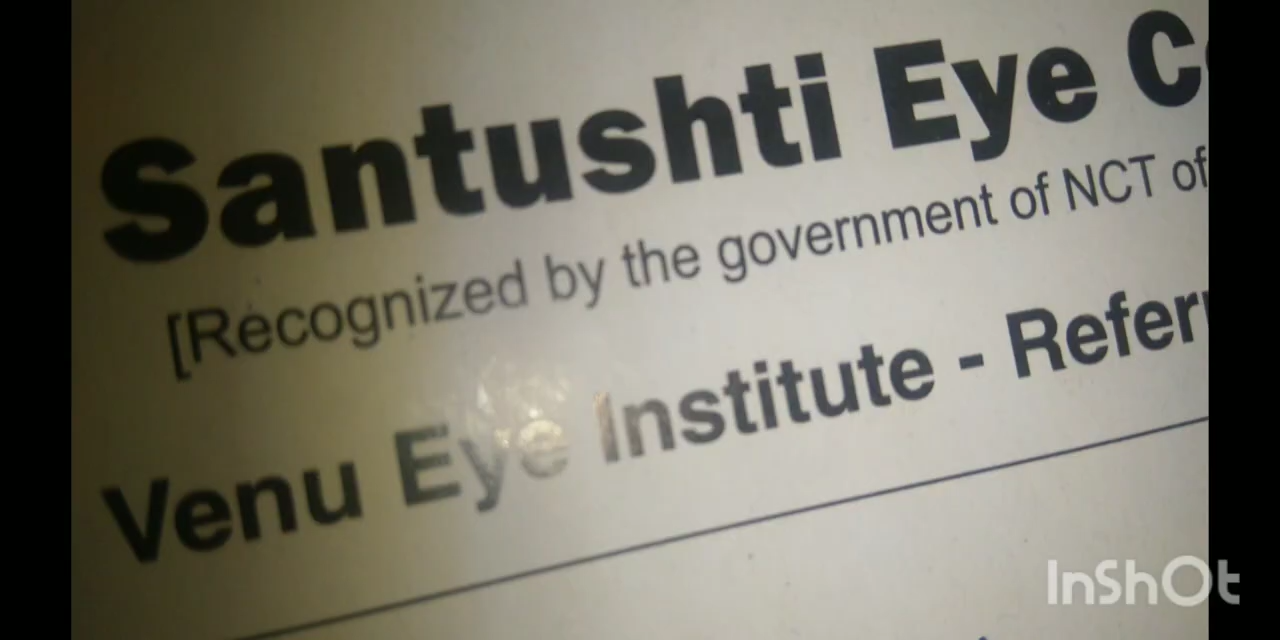 Santushti Eye C
[Recognized by the government of NCT of
Venu Eye Institute - Refer
InShOt